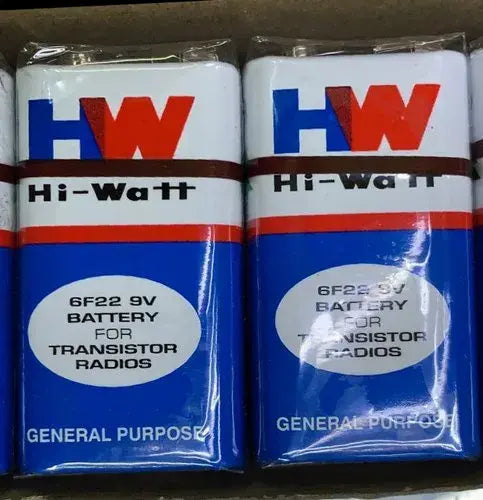 HW
Hi-Watt
6F22 9V
BATTERY
FOR
TRANSISTOR
RADIOS
GENERAL PURPOSE
HW
Hi-Watt
6F22 9V
BATTERY
FOR
TRANSISTOR
RADIOS
GENERAL PURPOSE